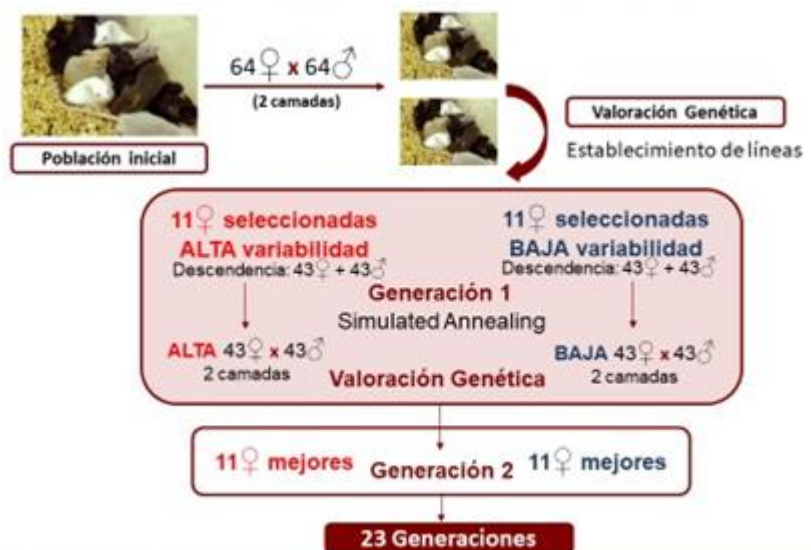 64♀ x 64♂
(2 camadas)
Población inicial
Valoración Genética
Establecimiento de líneas
11♀ seleccionadas
ALTA variabilidad
Descendencia: 43♀ + 43♂
11♀ seleccionadas
BAJA variabilidad
Descendencia: 43♀ + 43♂
Generación 1
Simulated Annealing
ALTA 43♀ x 43♂
2 camadas
BAJA 43♀ x 43♂
2 camadas
Valoración Genética
11♀ mejores
Generación 2
11♀ mejores
23 Generaciones